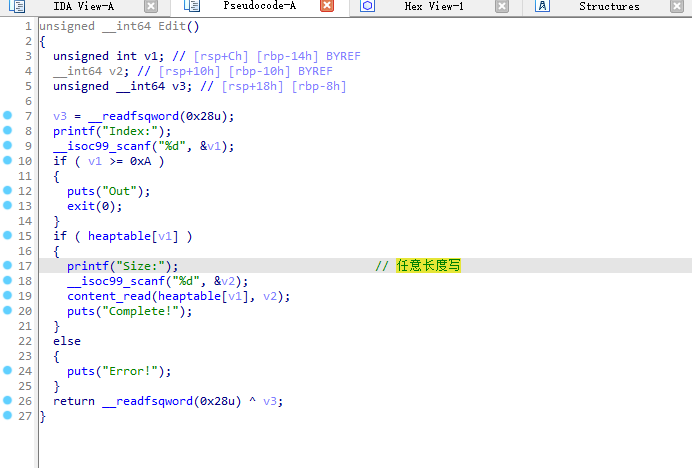 IDA View-A Pseudocode-A Hex View-1 Structures
1 unsigned __int64 Edit()
2 {
3 unsigned int v1; // [rsp+Ch] [rbp-14h] BYREF
4 __int64 v2; // [rsp+10h] [rbp-10h] BYREF
5 unsigned __int64 v3; // [rsp+18h] [rbp-8h]
6
7 v3 = __readfsqword(0x28u);
8 printf("Index:");
9 __isoc99_scanf("%d", &v1);
10 if ( v1 >= 0xA )
11 {
12 puts("Out");
13 exit(0);
14 }
15 if ( heaptable[v1] )
16 {
17 printf("Size:"); // 任意长度写
18 __isoc99_scanf("%d", &v2);
19 content_read(heaptable[v1], v2);
20 puts("Complete!");
21 }
22 else
23 {
24 puts("Error!");
25 }
26 return __readfsqword(0x28u) ^ v3;
27 }